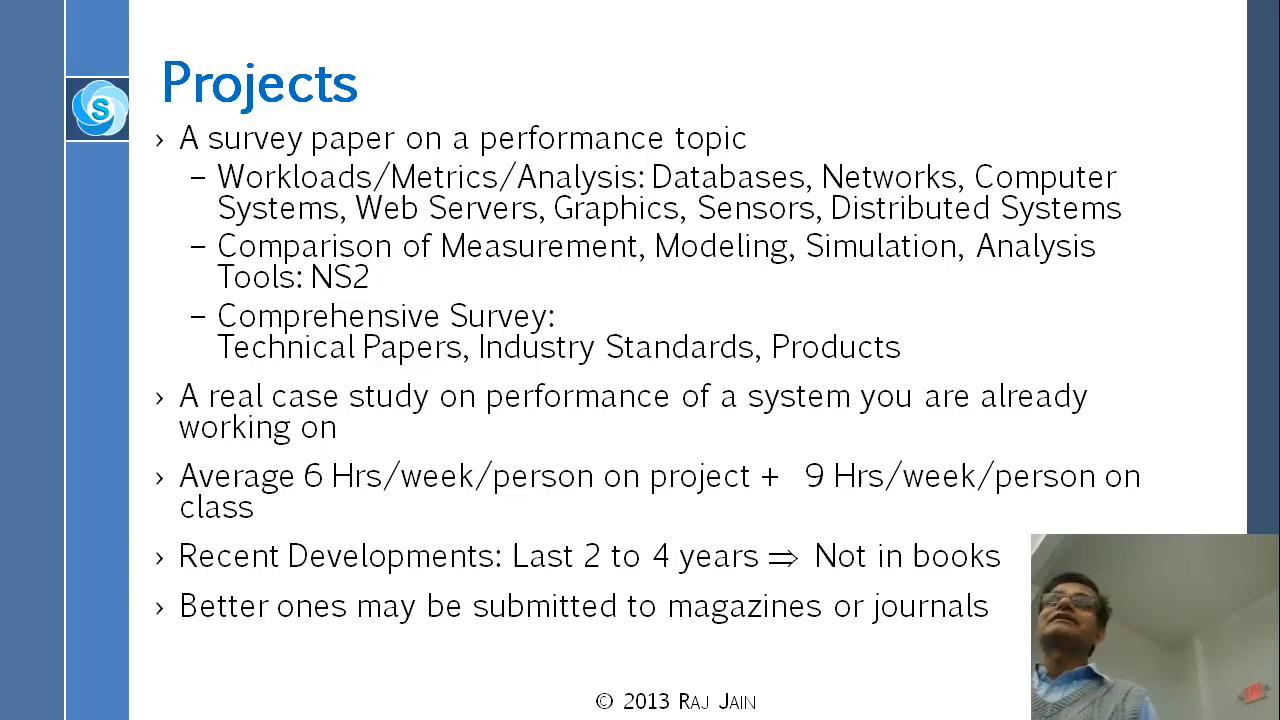 Projects
S
› A survey paper on a performance topic
– Workloads/Metrics/Analysis: Databases, Networks, Computer
Systems, Web Servers, Graphics, Sensors, Distributed Systems
– Comparison of Measurement, Modeling, Simulation, Analysis
Tools: NS2
– Comprehensive Survey:
Technical Papers, Industry Standards, Products
› A real case study on performance of a system you are already
working on
› Average 6 Hrs/week/person on project + 9 Hrs/week/person on
class
› Recent Developments: Last 2 to 4 years ⇒ Not in books
› Better ones may be submitted to magazines or journals
EXIT
© 2013 RAJ JAIN